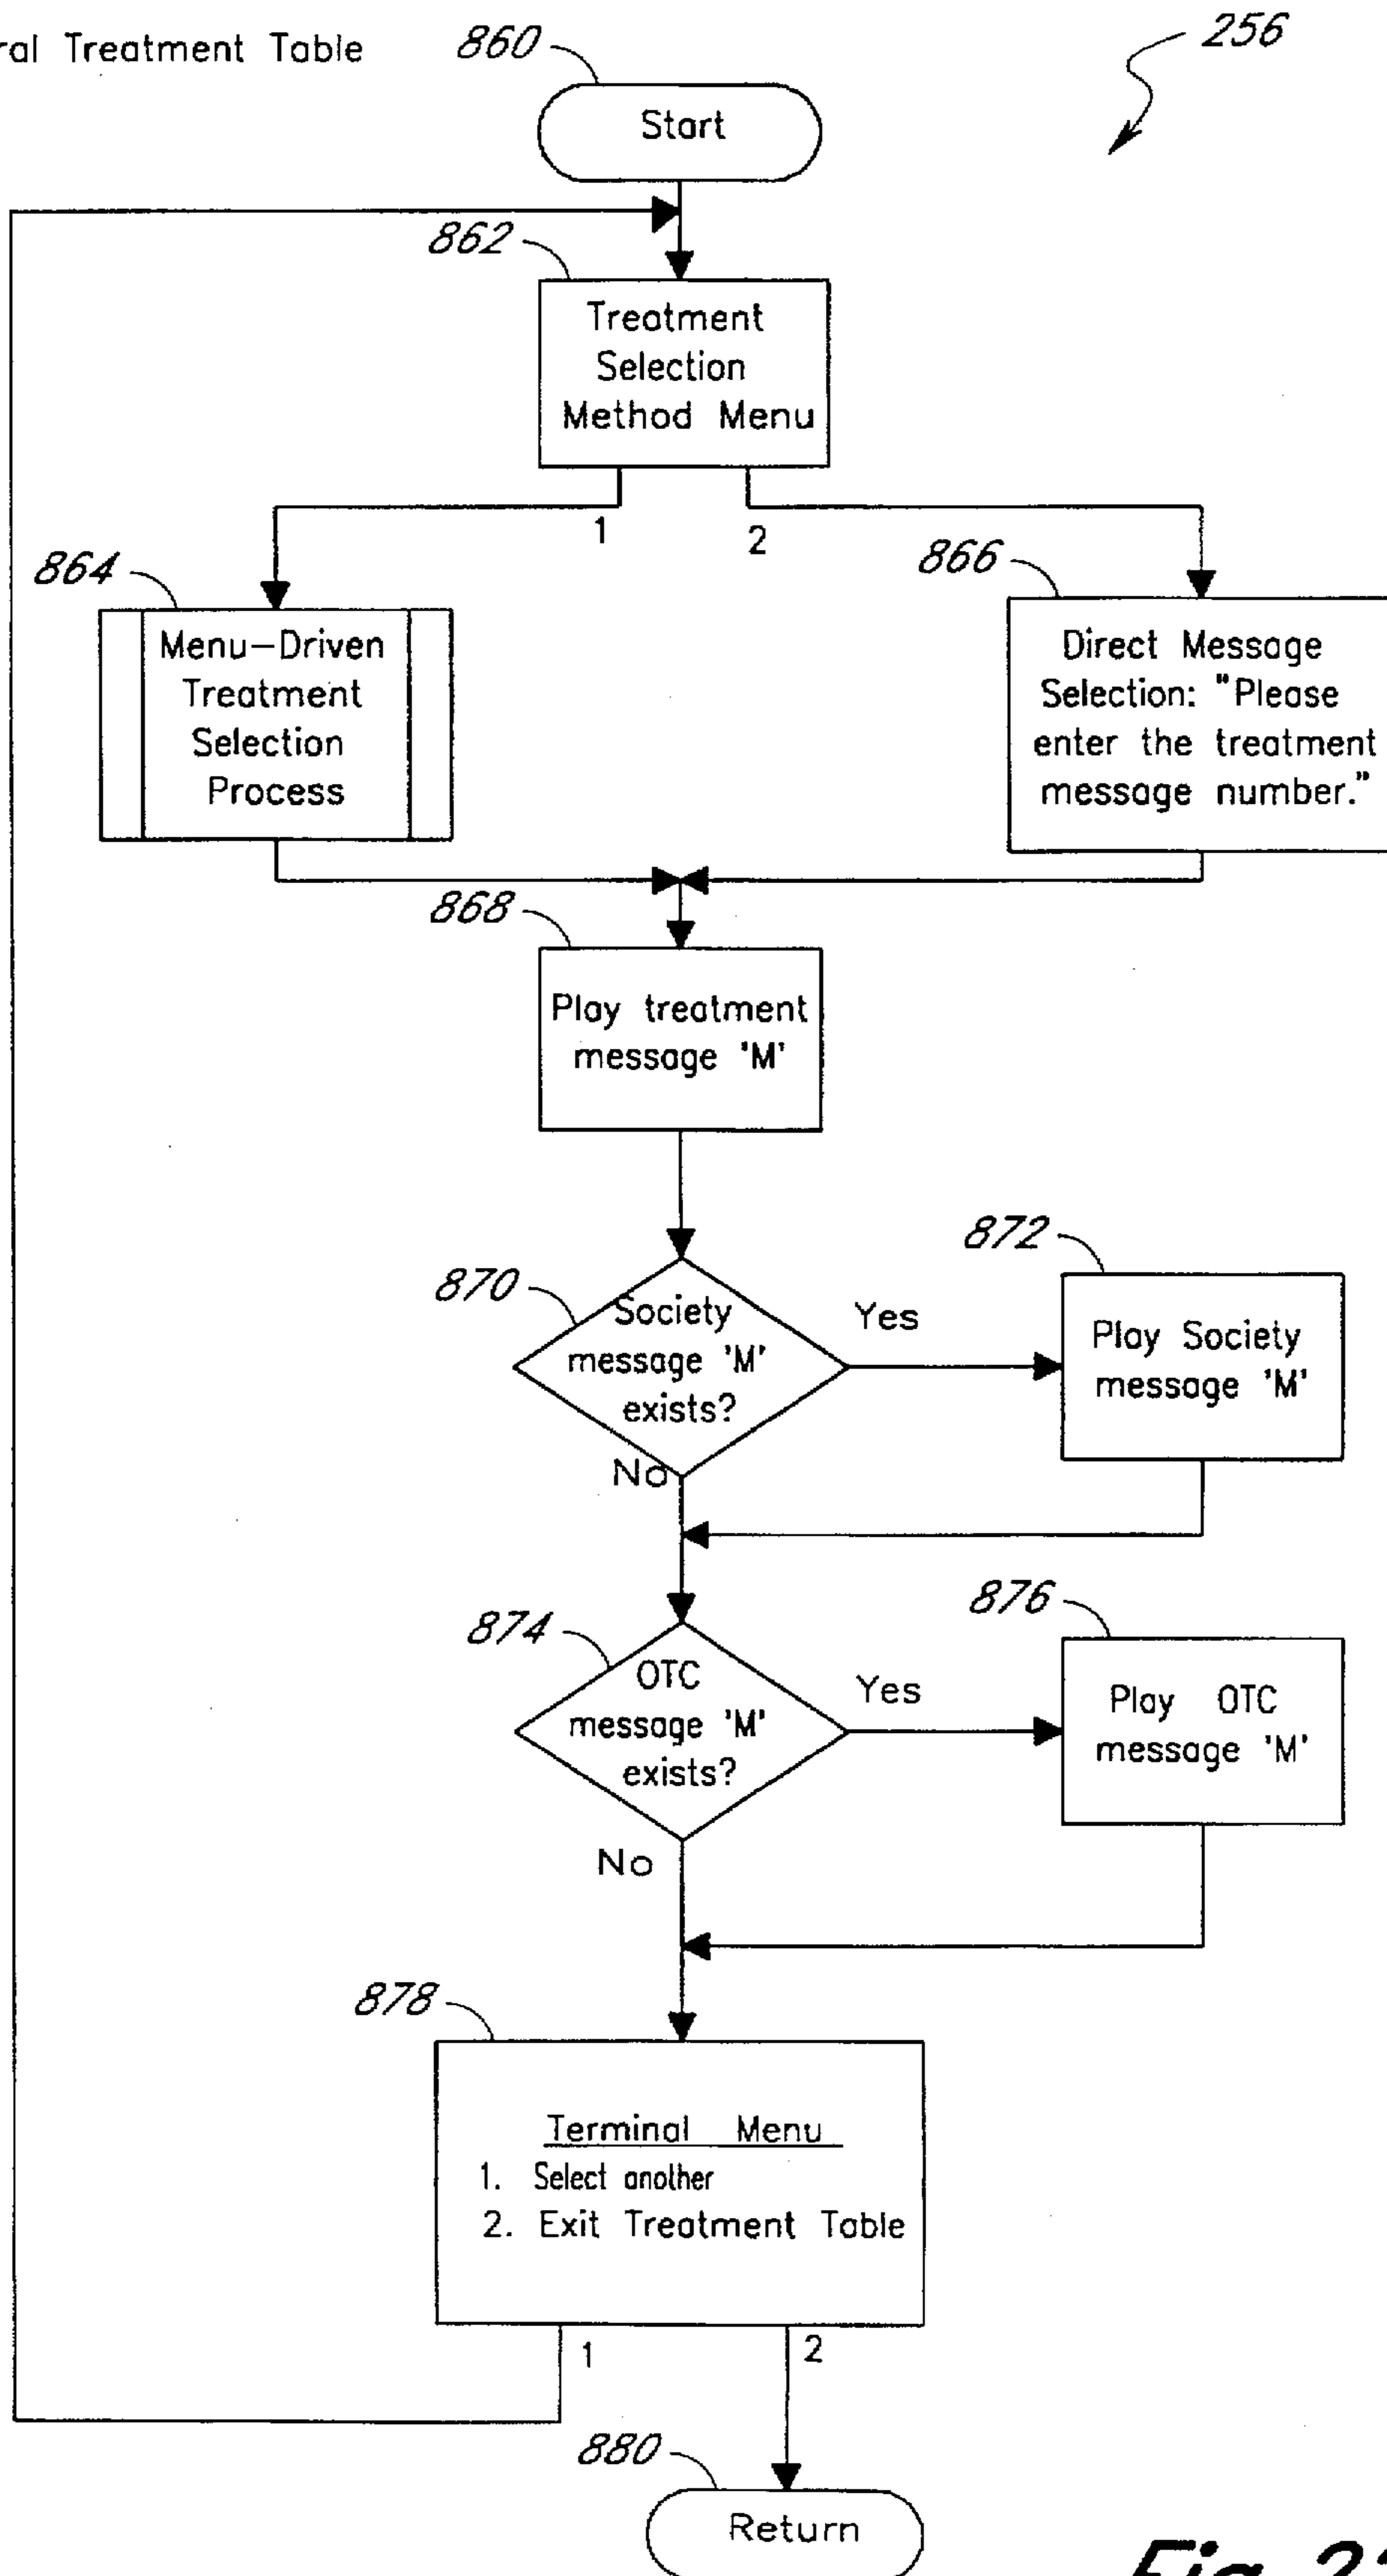 Treatment Table
860
256
Start
862
Treatment
Selection
Method Menu
1
2
864
866
Menu-Driven
Treatment
Selection
Process
Direct Message
Selection: "Please
enter the treatment
message number."
868
Play treatment
message 'M'
870
Society
message 'M'
exists?
Yes
872
Play Society
message 'M'
No
874
OTC
message 'M'
exists?
Yes
876
Play OTC
message 'M'
No
878
Terminal Menu
1. Select another
2. Exit Treatment Table
1
2
880
Return